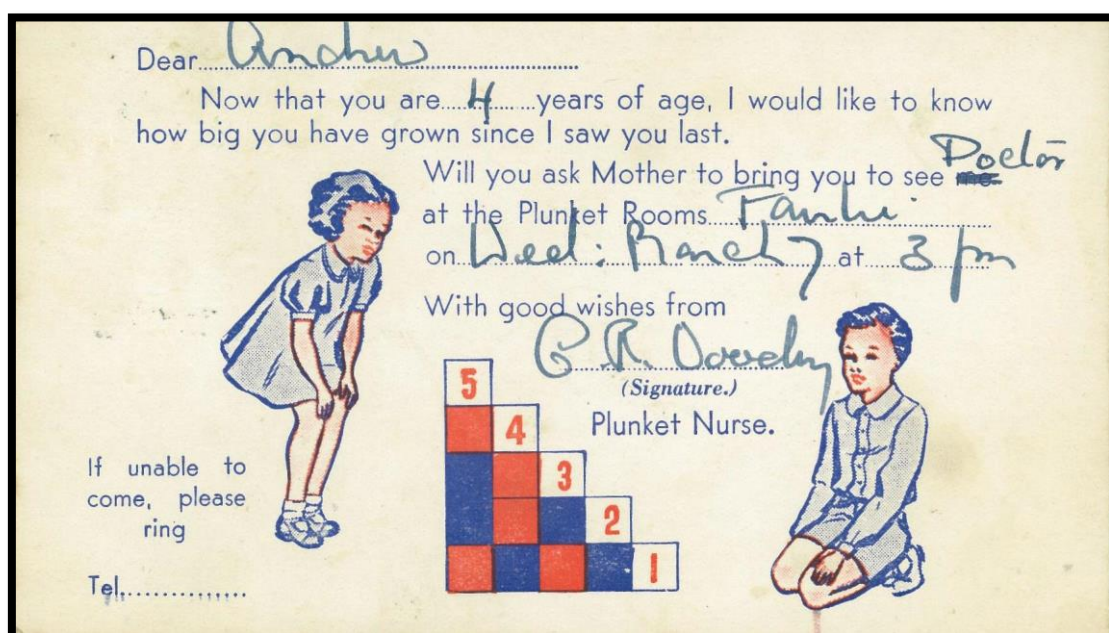 Dear Andrew
Now that you are 4 years of age, I would like to know
how big you have grown since I saw you last.
Will you ask Mother to bring you to see me. Doctor
at the Plunket Rooms
on Wed: March 7 at 3 pm
With good wishes from
G R.
(Signature.)
Plunket Nurse.
5
4
3
2
1
If unable to
come, please
ring
Tel.